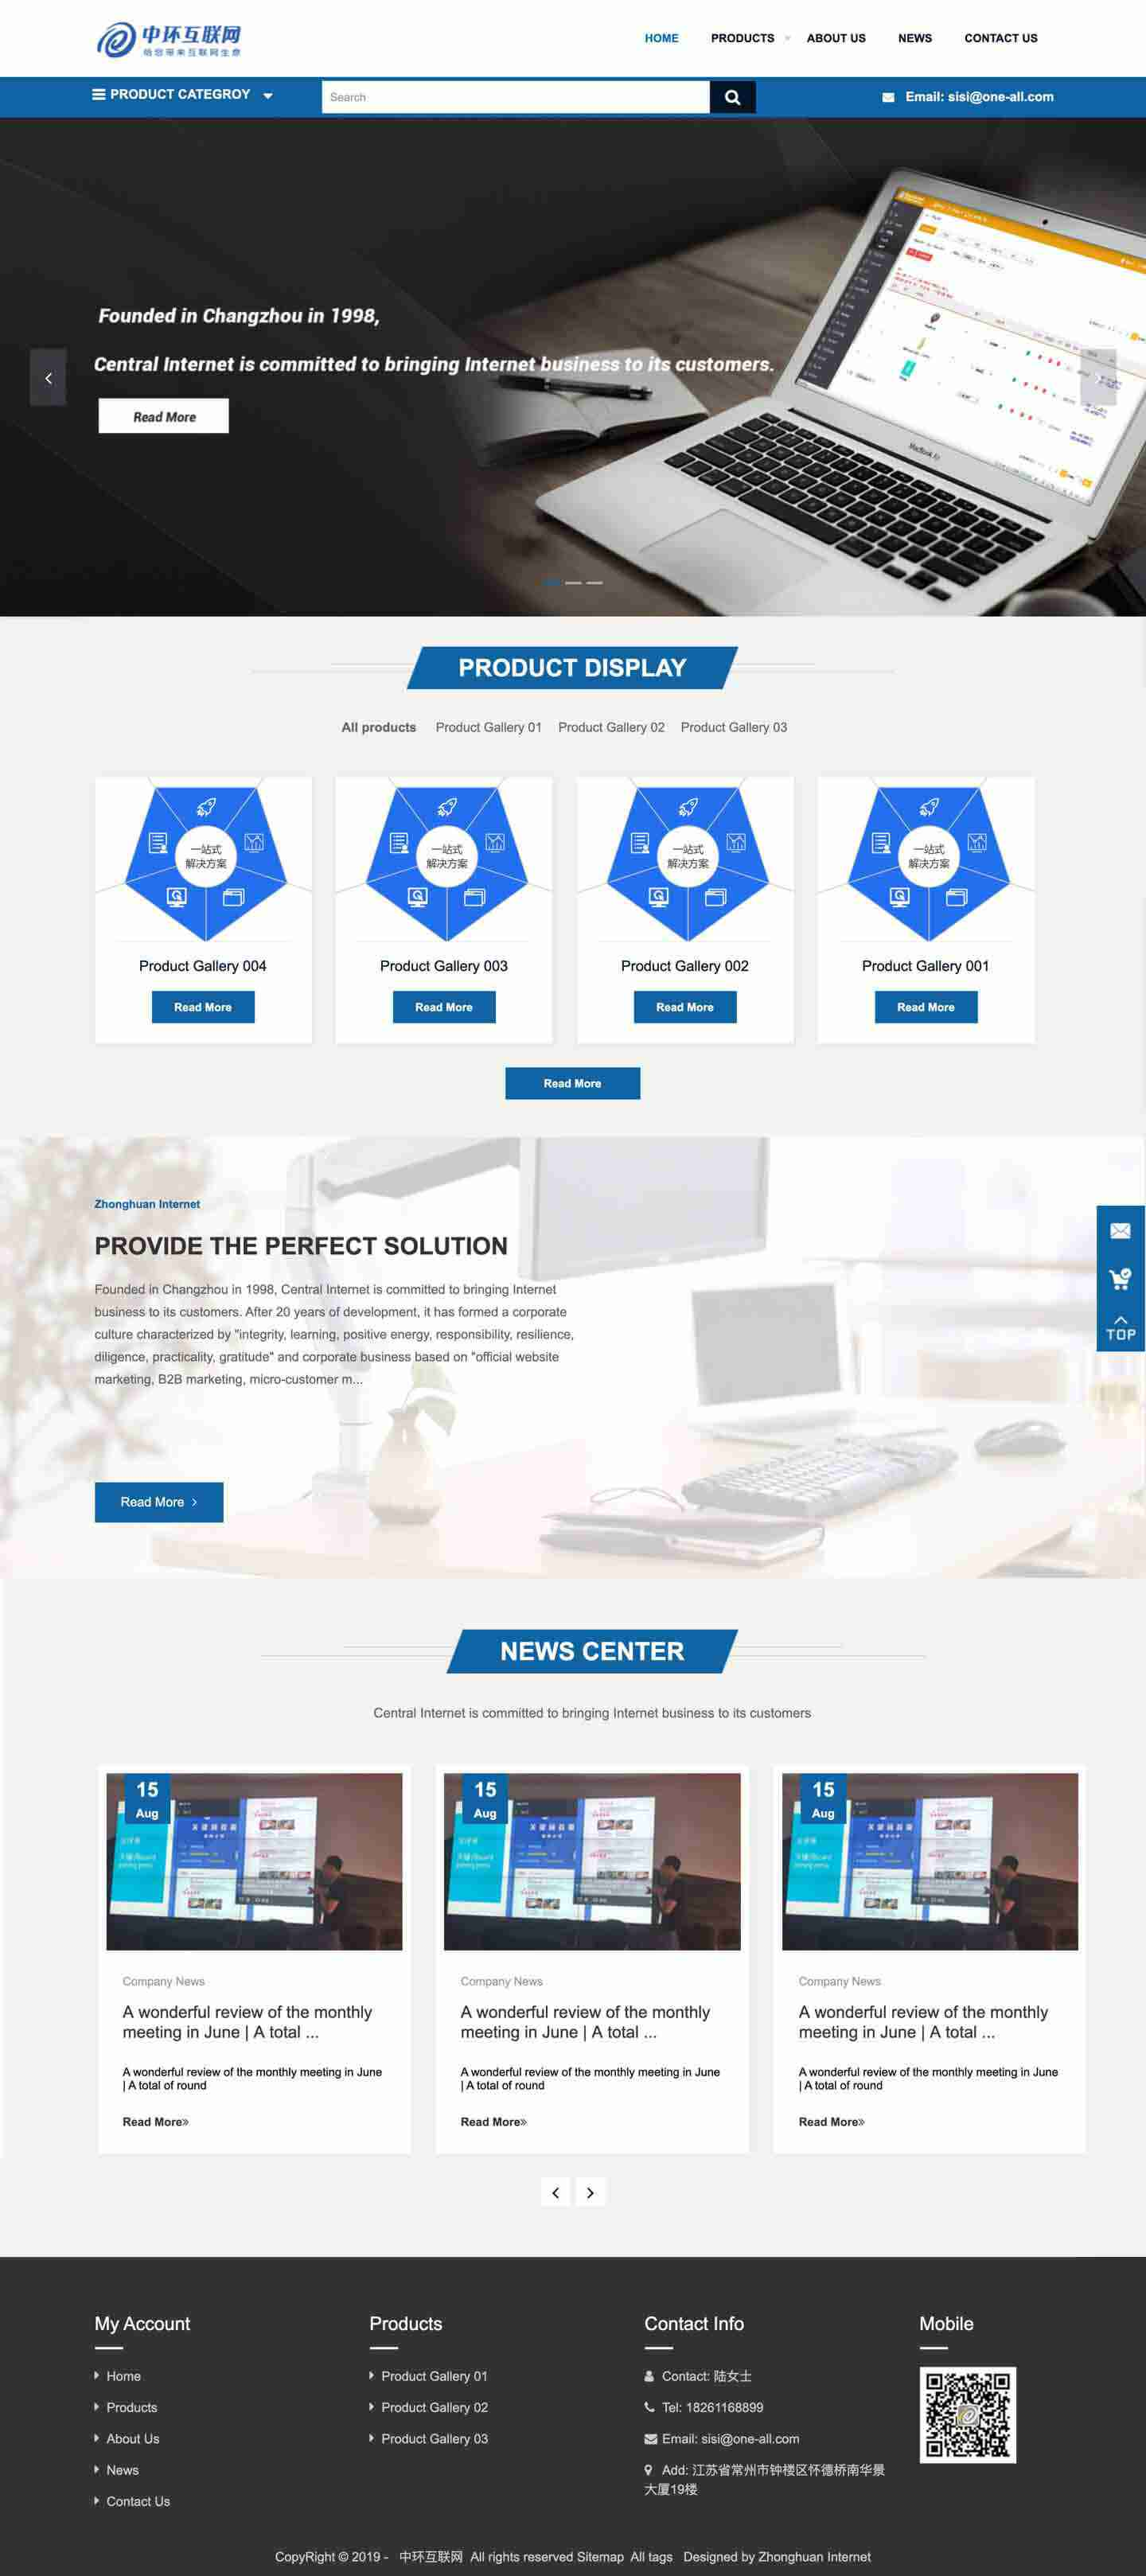 中环互联网
给您带来互联网生意
HOME
PRODUCTS
ABOUT US
NEWS
CONTACT US
PRODUCT CATEGROY
Search
Email: sisi@one-all.com
Founded in Changzhou in 1998,
Central Internet is committed to bringing Internet business to its customers.
Read More
MacBook Air
PRODUCT DISPLAY
All products
Product Gallery 01
Product Gallery 02
Product Gallery 03
一站式
解决方案
Product Gallery 004
Read More
一站式
解决方案
Product Gallery 003
Read More
一站式
解决方案
Product Gallery 002
Read More
一站式
解决方案
Product Gallery 001
Read More
Read More
Zhonghuan Internet
PROVIDE THE PERFECT SOLUTION
Founded in Changzhou in 1998, Central Internet is committed to bringing Internet
business to its customers. After 20 years of development, it has formed a corporate
culture characterized by "integrity, learning, positive energy, responsibility, resilience,
diligence, practicality, gratitude" and corporate business based on "official website
marketing, B2B marketing, micro-customer m...
Read More
TOP
NEWS CENTER
Central Internet is committed to bringing Internet business to its customers
15
Aug
Company News
A wonderful review of the monthly
meeting in June | A total ...
A wonderful review of the monthly meeting in June
| A total of round
Read More»
15
Aug
Company News
A wonderful review of the monthly
meeting in June | A total ...
A wonderful review of the monthly meeting in June
| A total of round
Read More»
15
Aug
Company News
A wonderful review of the monthly
meeting in June | A total ...
A wonderful review of the monthly meeting in June
| A total of round
Read More»
My Account
Home
Products
About Us
News
Contact Us
Products
Product Gallery 01
Product Gallery 02
Product Gallery 03
Contact Info
Contact: 陆女士
Tel: 18261168899
Email: sisi@one-all.com
Add: 江苏省常州市钟楼区怀德桥南华景
大厦19楼
Mobile
CopyRight © 2019 - 中环互联网 All rights reserved Sitemap All tags Designed by Zhonghuan Internet